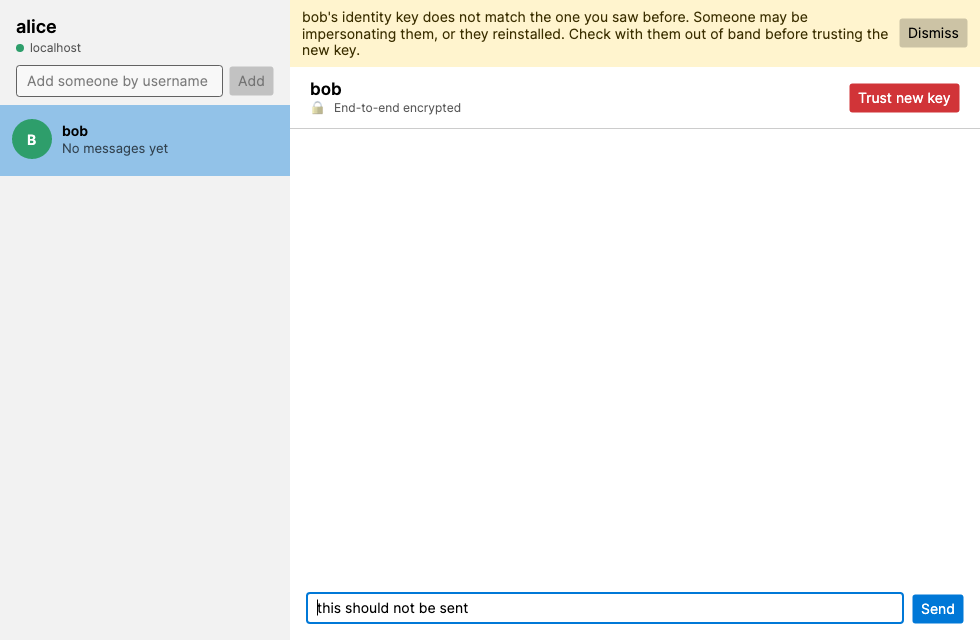 alice
localhost
Add someone by username
Add
B
bob
No messages yet
bob's identity key does not match the one you saw before. Someone may be
impersonating them, or they reinstalled. Check with them out of band before trusting the
new key.
Dismiss
bob
End-to-end encrypted
Trust new key
this should not be sent
Send